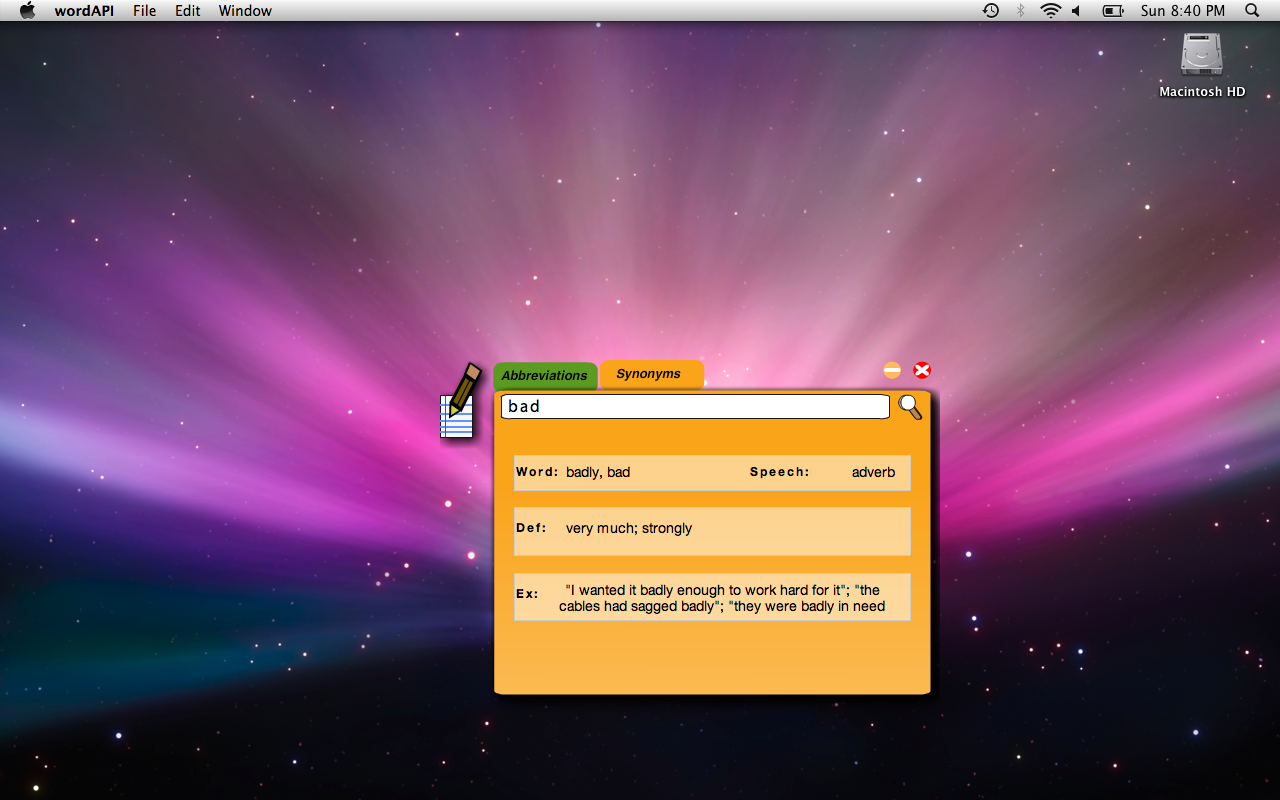 wordAPI File Edit Window Sun 8:40 PM
Macintosh HD
Abbreviations Synonyms
bad
Word: badly, bad Speech: adverb
Def: very much; strongly
Ex: "I wanted it badly enough to work hard for it"; "the
cables had sagged badly"; "they were badly in need